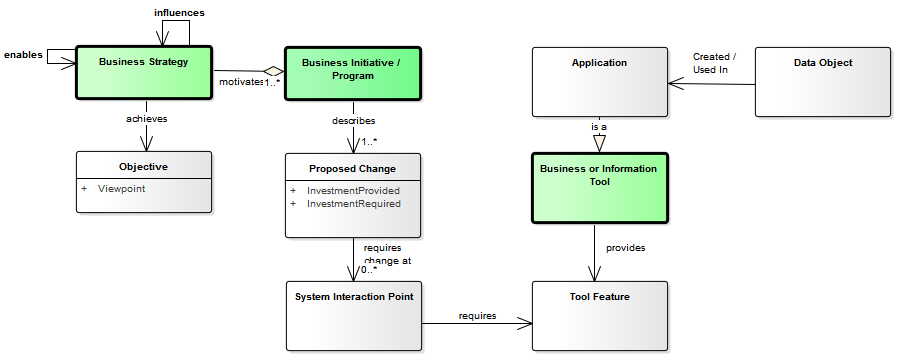 influences
enables
Business Strategy
motivates
1..*
Business Initiative /
Program
Application
Created /
Used In
Data Object
achieves
describes
1..*
is a
Objective
+ Viewpoint
Proposed Change
+ InvestmentProvided
+ InvestmentRequired
Business or Information
Tool
requires
change at
0..*
provides
System Interaction Point
requires
Tool Feature